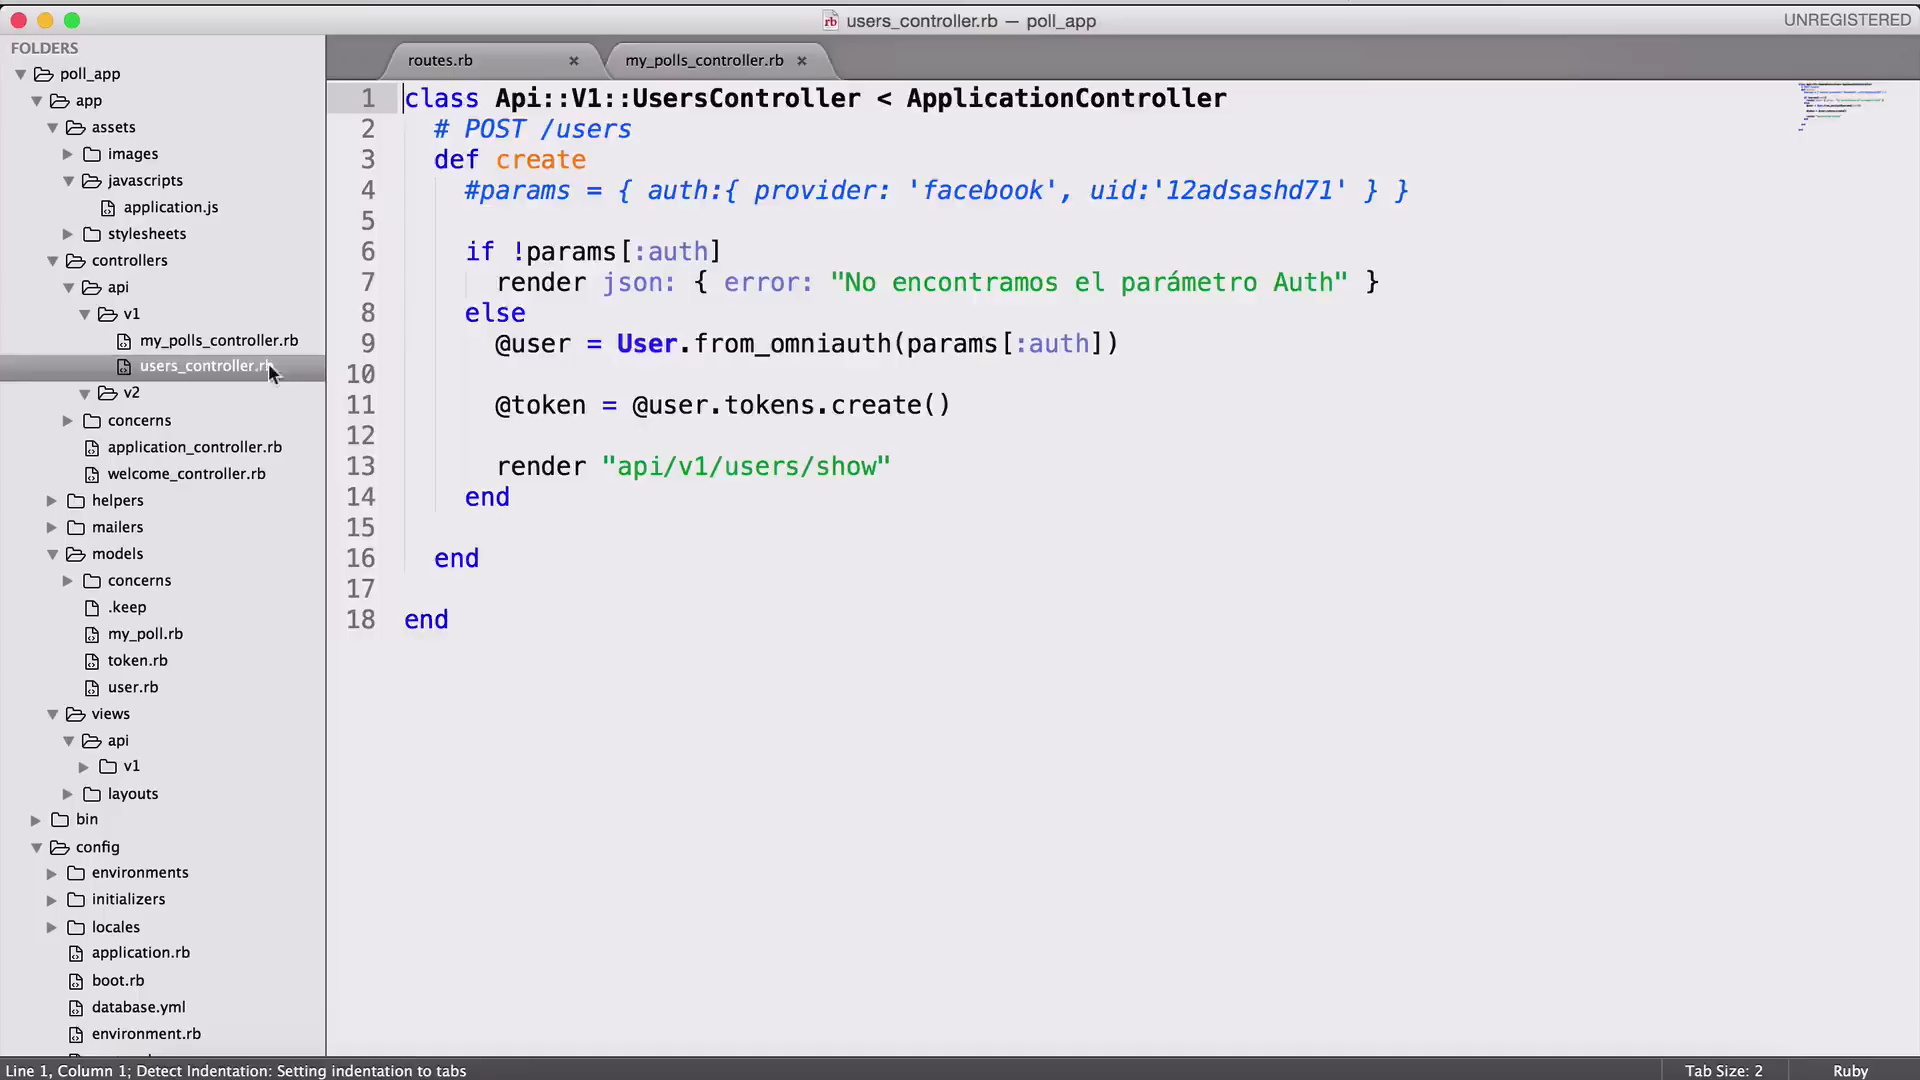 users_controller.rb — poll_app
UNREGISTERED
FOLDERS
poll_app
app
assets
images
javascripts
application.js
stylesheets
controllers
api
v1
my_polls_controller.rb
users_controller.rb
v2
concerns
application_controller.rb
welcome_controller.rb
helpers
mailers
models
concerns
.keep
my_poll.rb
token.rb
user.rb
views
api
v1
layouts
bin
config
environments
initializers
locales
application.rb
boot.rb
database.yml
environment.rb
routes.rb ×
my_polls_controller.rb ×
1 class Api::V1::UsersController < ApplicationController
2 # POST /users
3 def create
4 #params = { auth:{ provider: 'facebook', uid:'12adsashd71' } }
5
6 if !params[:auth]
7 render json: { error: "No encontramos el parámetro Auth" }
8 else
9 @user = User.from_omniauth(params[:auth])
10
11 @token = @user.tokens.create()
12
13 render "api/v1/users/show"
14 end
15
16 end
17
18 end
Line 1, Column 1; Detect Indentation: Setting indentation to tabs
Tab Size: 2
Ruby